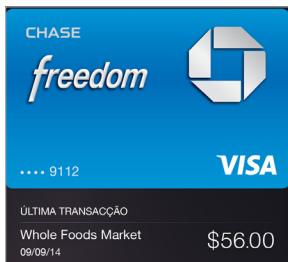 CHASE
freedom
•••• 9112
VISA
ÚLTIMA TRANSACÇÃO
Whole Foods Market
$56.00
09/09/14